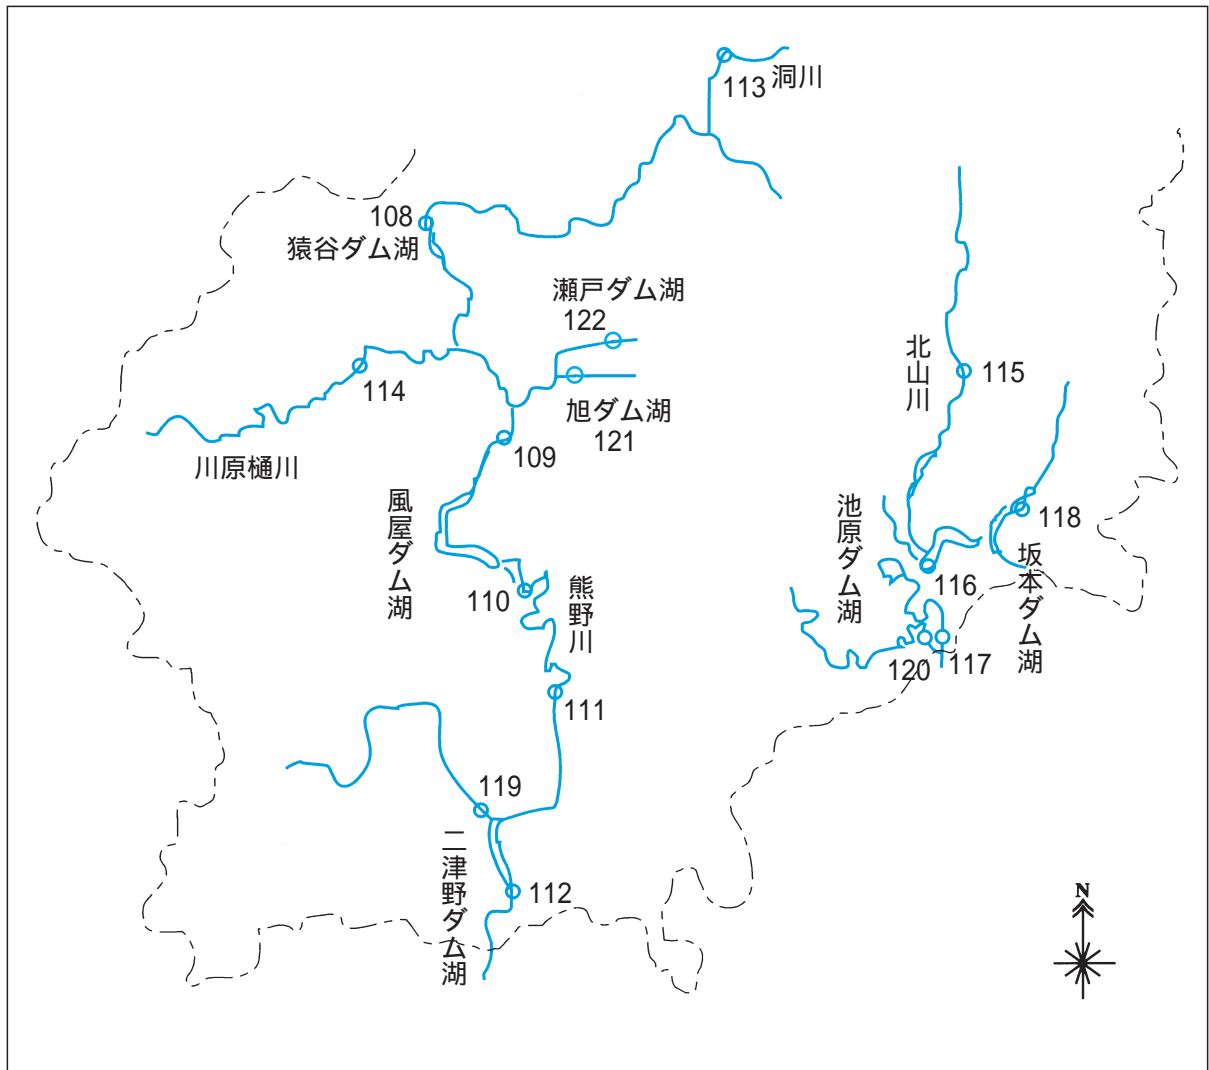 113
洞川
108
猿谷ダム湖
瀬戸ダム湖
122
北山川
115
114
旭ダム湖
121
109
川原樋川
風屋ダム湖
池原ダム湖
118
坂本ダム湖
110
熊野川
116
120
117
111
119
二津野ダム湖
112
N